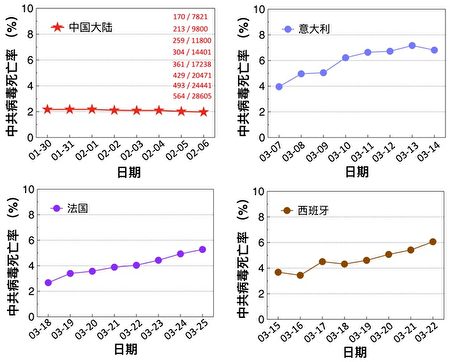 中共病毒死亡率 (%)
10
8
6
4
2
0
中国大陆
170 / 7821
213 / 9800
259 / 11800
304 / 14401
361 / 17238
429 / 20471
493 / 24441
564 / 28605
01-30
01-31
02-01
02-02
02-03
02-04
02-05
02-06
日期
中共病毒死亡率 (%)
10
8
6
4
2
0
意大利
03-07
03-08
03-09
03-10
03-11
03-12
03-13
03-14
日期
中共病毒死亡率 (%)
10
8
6
4
2
0
法国
03-18
03-19
03-20
03-21
03-22
03-23
03-24
03-25
日期
中共病毒死亡率 (%)
10
8
6
4
2
0
西班牙
03-15
03-16
03-17
03-18
03-19
03-20
03-21
03-22
日期